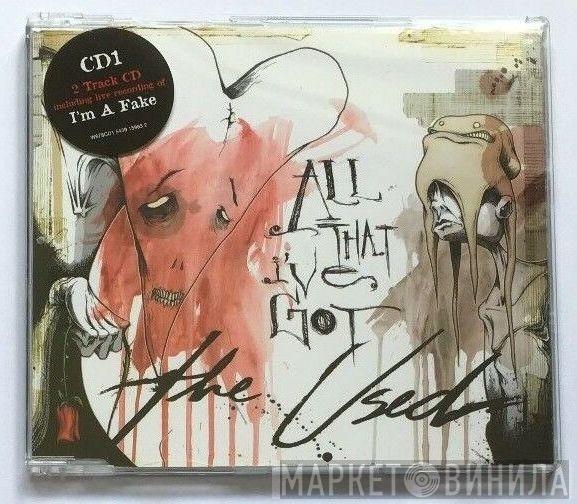 CD1
2 Track CD
including live recording of
I'm A Fake
ALL
THAT
I'VE
GOT
the Used
МАРКЕТ ВИНИЛА